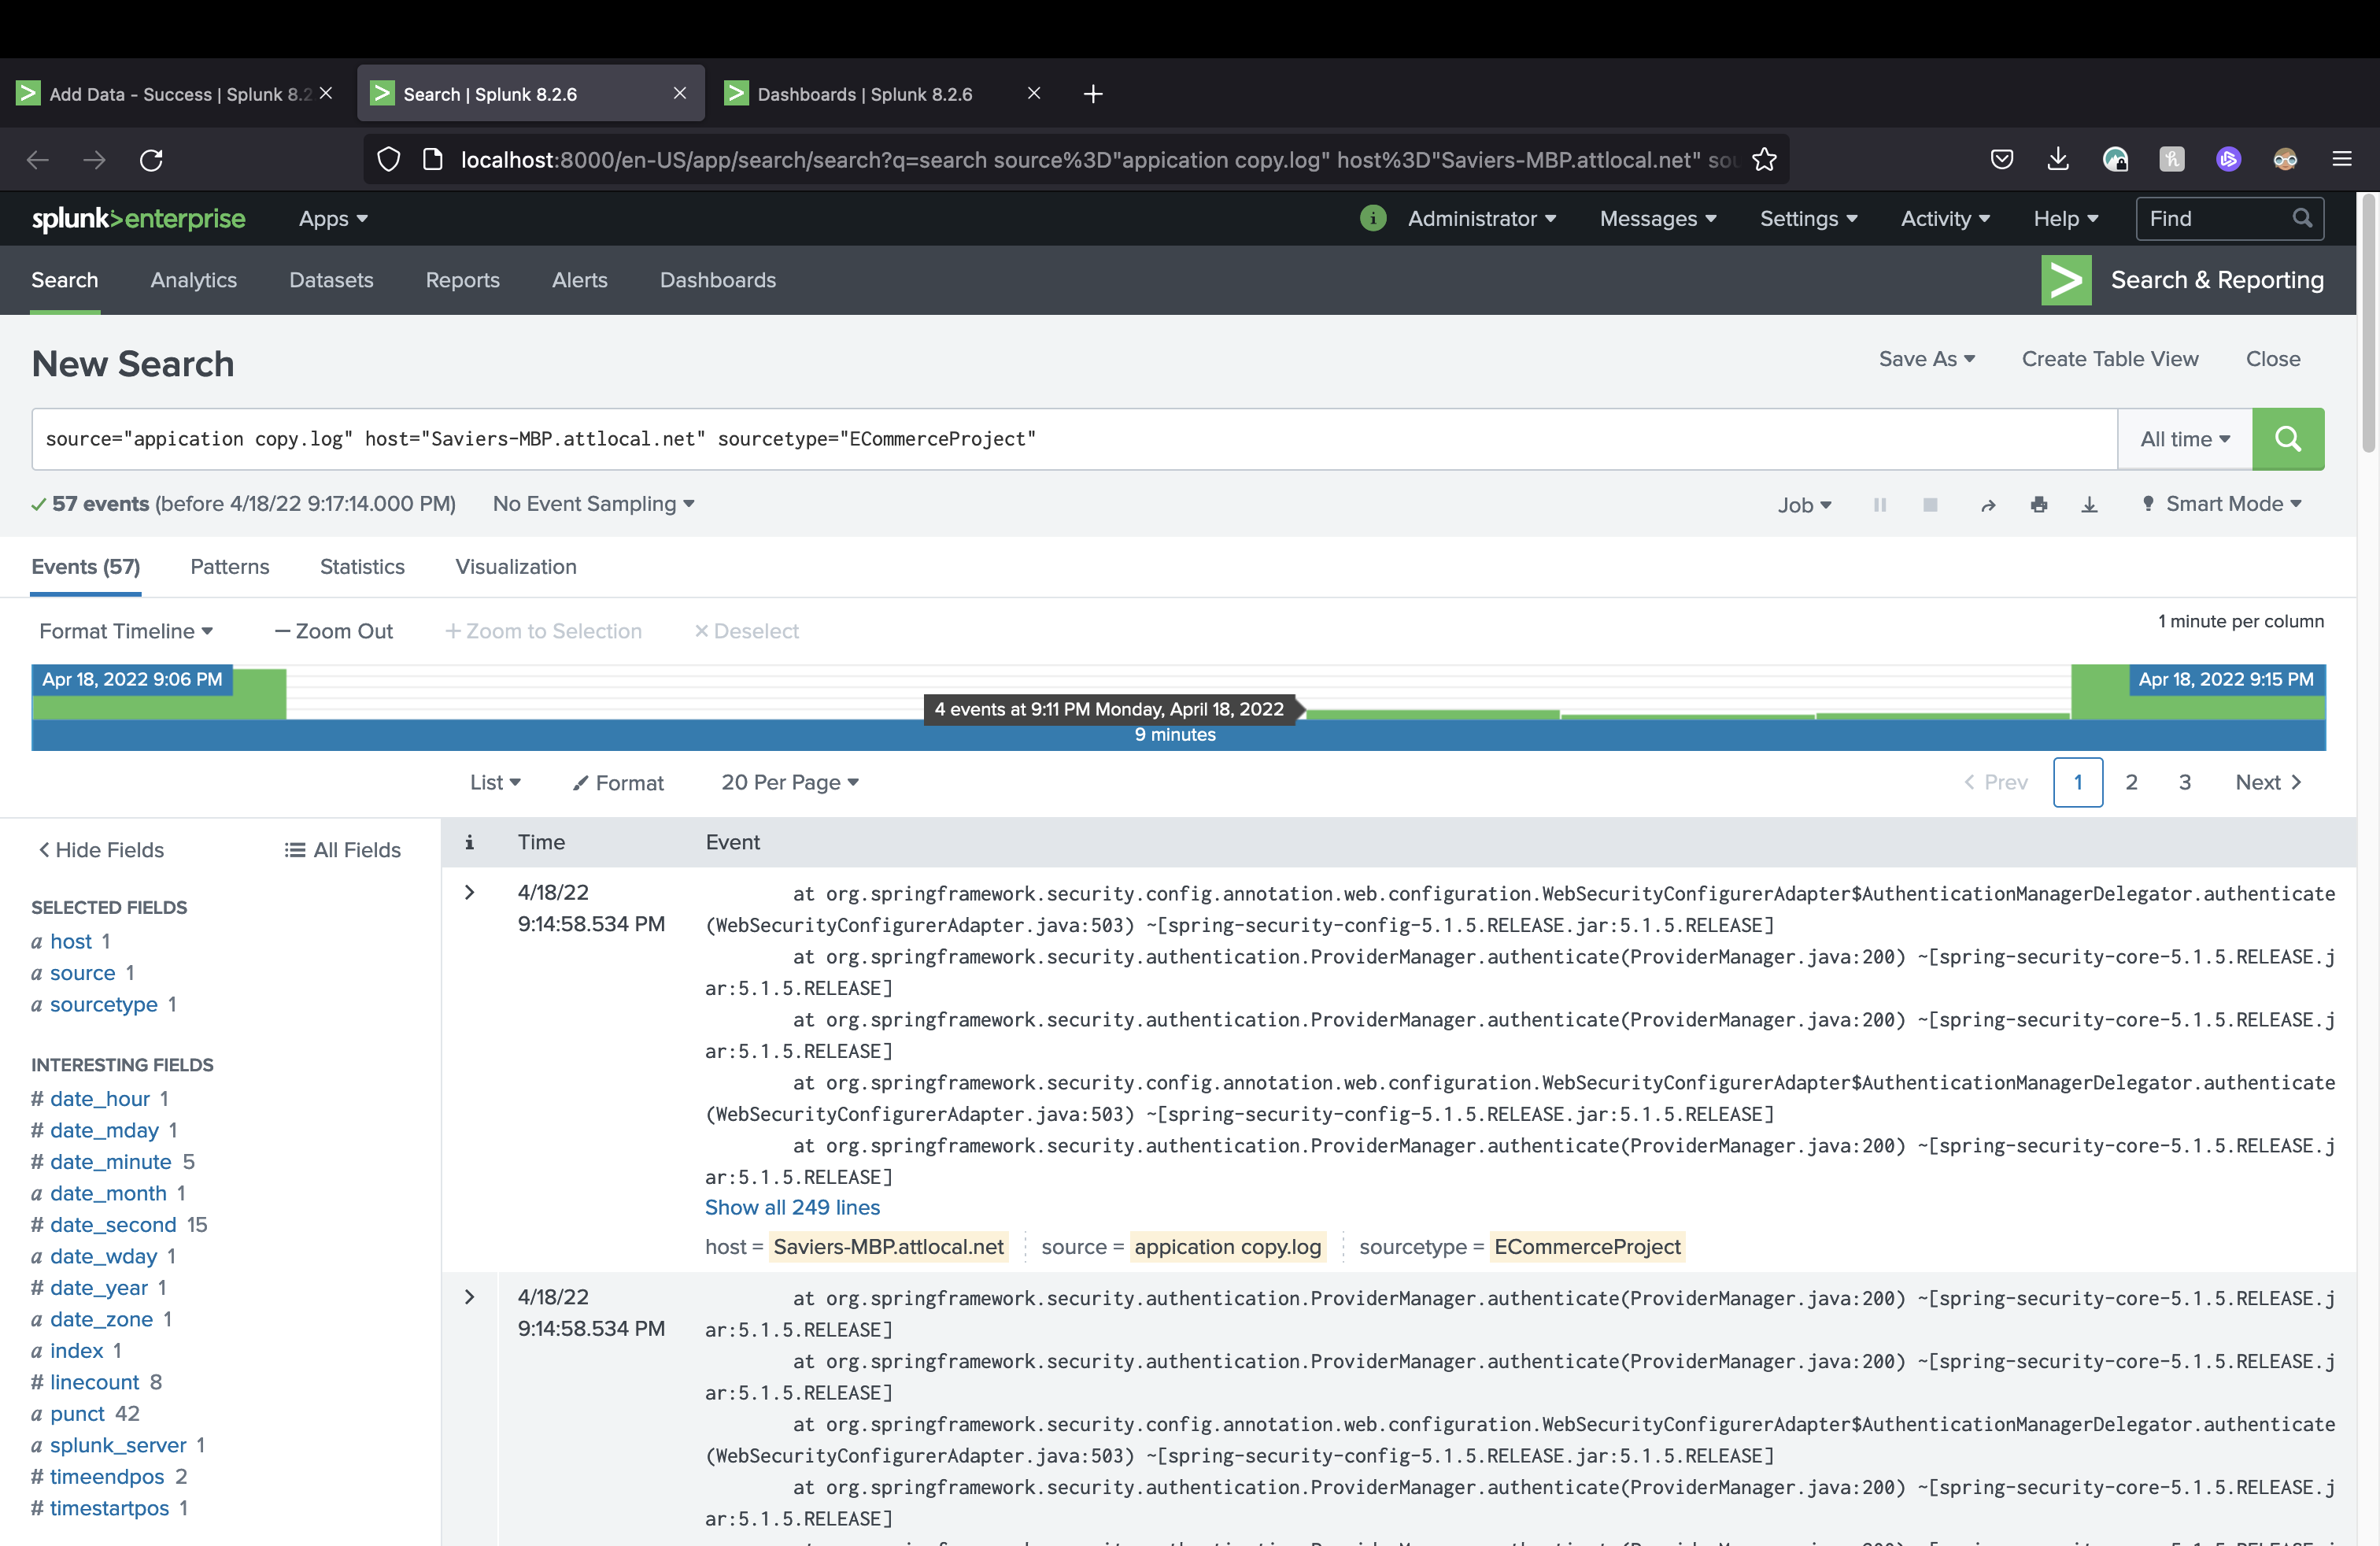 Add Data - Success | Splunk 8.2
Search | Splunk 8.2.6
Dashboards | Splunk 8.2.6
localhost:8000/en-US/app/search/search?q=search source%3D"appication copy.log" host%3D"Saviers-MBP.attlocal.net" sou
splunk>enterprise Apps
Administrator Messages Settings Activity Help Find
Search Analytics Datasets Reports Alerts Dashboards
Search & Reporting
New Search
Save As Create Table View Close
source="appication copy.log" host="Saviers-MBP.attlocal.net" sourcetype="ECommerceProject"
All time
57 events (before 4/18/22 9:17:14.000 PM) No Event Sampling
Job Smart Mode
Events (57) Patterns Statistics Visualization
Format Timeline – Zoom Out + Zoom to Selection × Deselect
1 minute per column
Apr 18, 2022 9:06 PM
Apr 18, 2022 9:15 PM
4 events at 9:11 PM Monday, April 18, 2022
9 minutes
List Format 20 Per Page
< Prev 1 2 3 Next >
< Hide Fields All Fields
SELECTED FIELDS
a host 1
a source 1
a sourcetype 1
INTERESTING FIELDS
# date_hour 1
# date_mday 1
# date_minute 5
a date_month 1
# date_second 15
a date_wday 1
# date_year 1
a date_zone 1
a index 1
# linecount 8
a punct 42
a splunk_server 1
# timeendpos 2
# timestartpos 1
i Time Event
4/18/22
9:14:58.534 PM
at org.springframework.security.config.annotation.web.configuration.WebSecurityConfigurerAdapter$AuthenticationManagerDelegator.authenticate
(WebSecurityConfigurerAdapter.java:503) ~[spring-security-config-5.1.5.RELEASE.jar:5.1.5.RELEASE]
at org.springframework.security.authentication.ProviderManager.authenticate(ProviderManager.java:200) ~[spring-security-core-5.1.5.RELEASE.j
ar:5.1.5.RELEASE]
at org.springframework.security.authentication.ProviderManager.authenticate(ProviderManager.java:200) ~[spring-security-core-5.1.5.RELEASE.j
ar:5.1.5.RELEASE]
at org.springframework.security.config.annotation.web.configuration.WebSecurityConfigurerAdapter$AuthenticationManagerDelegator.authenticate
(WebSecurityConfigurerAdapter.java:503) ~[spring-security-config-5.1.5.RELEASE.jar:5.1.5.RELEASE]
at org.springframework.security.authentication.ProviderManager.authenticate(ProviderManager.java:200) ~[spring-security-core-5.1.5.RELEASE.j
ar:5.1.5.RELEASE]
Show all 249 lines
host = Saviers-MBP.attlocal.net source = appication copy.log sourcetype = ECommerceProject
4/18/22
9:14:58.534 PM
at org.springframework.security.authentication.ProviderManager.authenticate(ProviderManager.java:200) ~[spring-security-core-5.1.5.RELEASE.j
ar:5.1.5.RELEASE]
at org.springframework.security.authentication.ProviderManager.authenticate(ProviderManager.java:200) ~[spring-security-core-5.1.5.RELEASE.j
ar:5.1.5.RELEASE]
at org.springframework.security.config.annotation.web.configuration.WebSecurityConfigurerAdapter$AuthenticationManagerDelegator.authenticate
(WebSecurityConfigurerAdapter.java:503) ~[spring-security-config-5.1.5.RELEASE.jar:5.1.5.RELEASE]
at org.springframework.security.authentication.ProviderManager.authenticate(ProviderManager.java:200) ~[spring-security-core-5.1.5.RELEASE.j
ar:5.1.5.RELEASE]